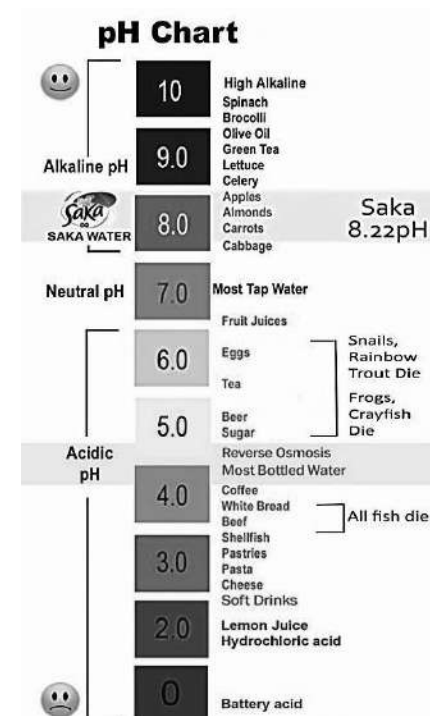 pH Chart
10
High Alkaline
Spinach
Brocolli
Olive Oil
9.0
Green Tea
Lettuce
Celery
Alkaline pH
Apples
Almonds
Carrots
Cabbage
Saka
SAKA WATER
8.0
Saka
8.22pH
Neutral pH
7.0
Most Tap Water
Fruit Juices
6.0
Eggs
Tea
Snails,
Rainbow
Trout Die
Frogs,
Crayfish
Die
5.0
Beer
Sugar
Acidic
pH
Reverse Osmosis
Most Bottled Water
4.0
Coffee
White Bread
Beef
All fish die
Shellfish
3.0
Pastries
Pasta
Cheese
Soft Drinks
2.0
Lemon Juice
Hydrochloric acid
0
Battery acid